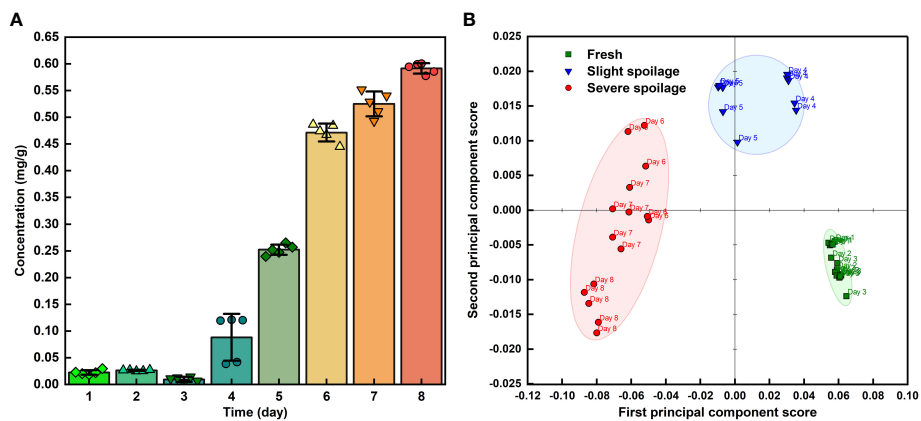 A
Concentration (mg/g)
0.65
0.60
0.55
0.50
0.45
0.40
0.35
0.30
0.25
0.20
0.15
0.10
0.05
0.00
1 2 3 4 5 6 7 8
Time (day)
B
Second principal component score
0.025
0.020
0.015
0.010
0.005
0.000
-0.005
-0.010
-0.015
-0.020
-0.025
Fresh
Slight spoilage
Severe spoilage
Day 4
Day 4
Day 4
Day 5
Day 5
Day 6
Day 6
Day 7
Day 7
Day 7
Day 7
Day 8
Day 8
Day 8
Day 8
Day 8
Day 2
Day 3
Day 3
-0.12 -0.10 -0.08 -0.06 -0.04 -0.02 0.00 0.02 0.04 0.06 0.08 0.10
First principal component score